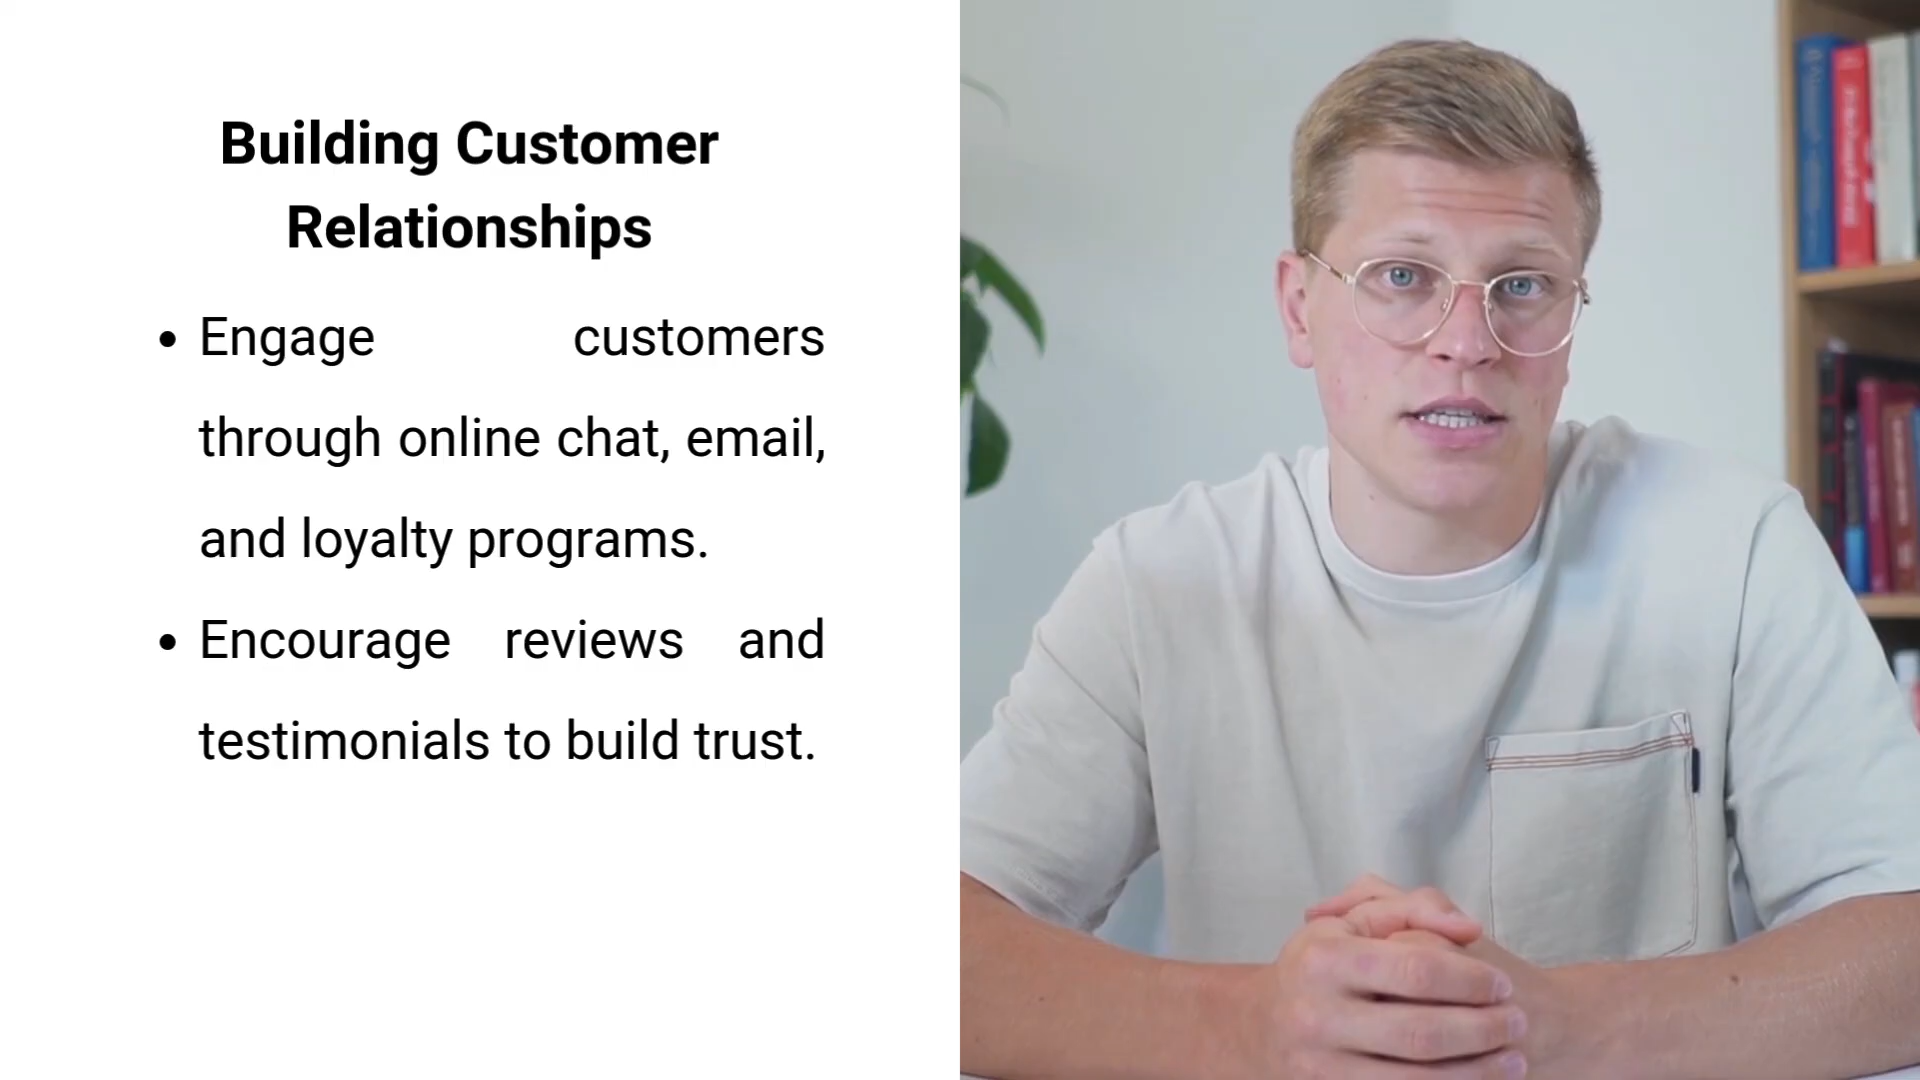 Building Customer
Relationships
• Engage customers
through online chat, email,
and loyalty programs.
• Encourage reviews and
testimonials to build trust.